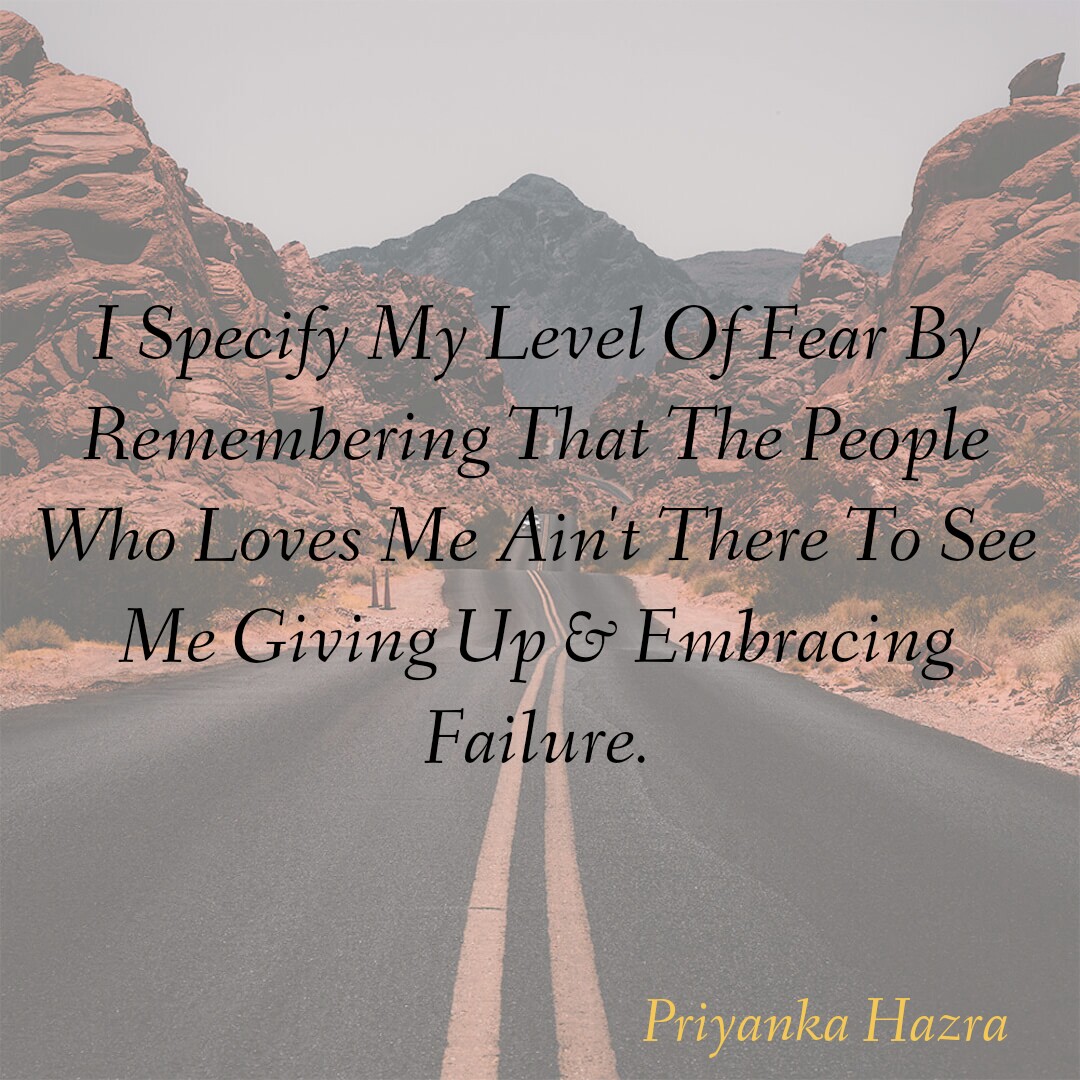 I Specify My Level Of Fear By
Remembering That The People
Who Loves Me Ain't There To See
Me Giving Up & Embracing
Failure.
Priyanka Hazra